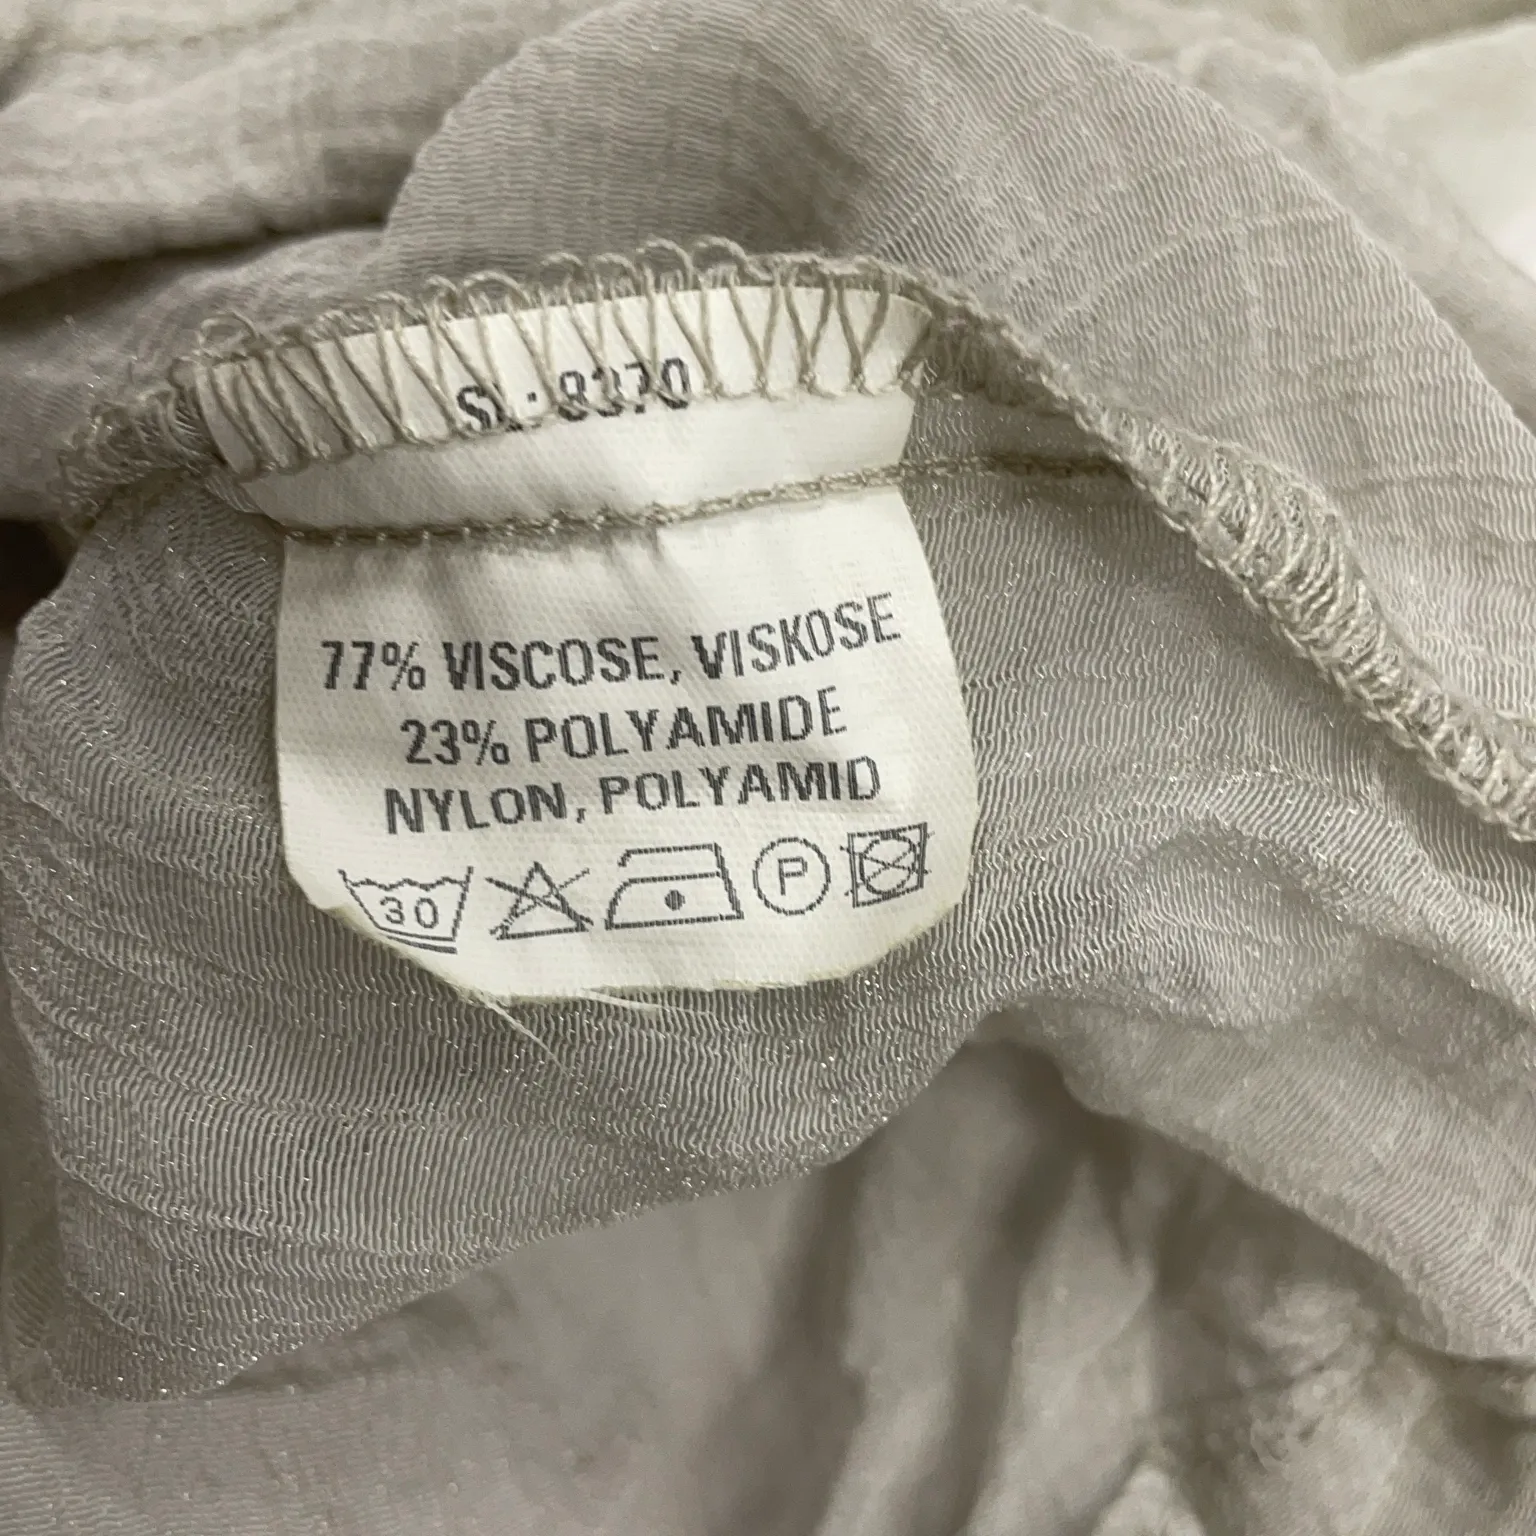 77% VISCOSE, VISKOSE
23% POLYAMIDE
NYLON, POLYAMID
30 P